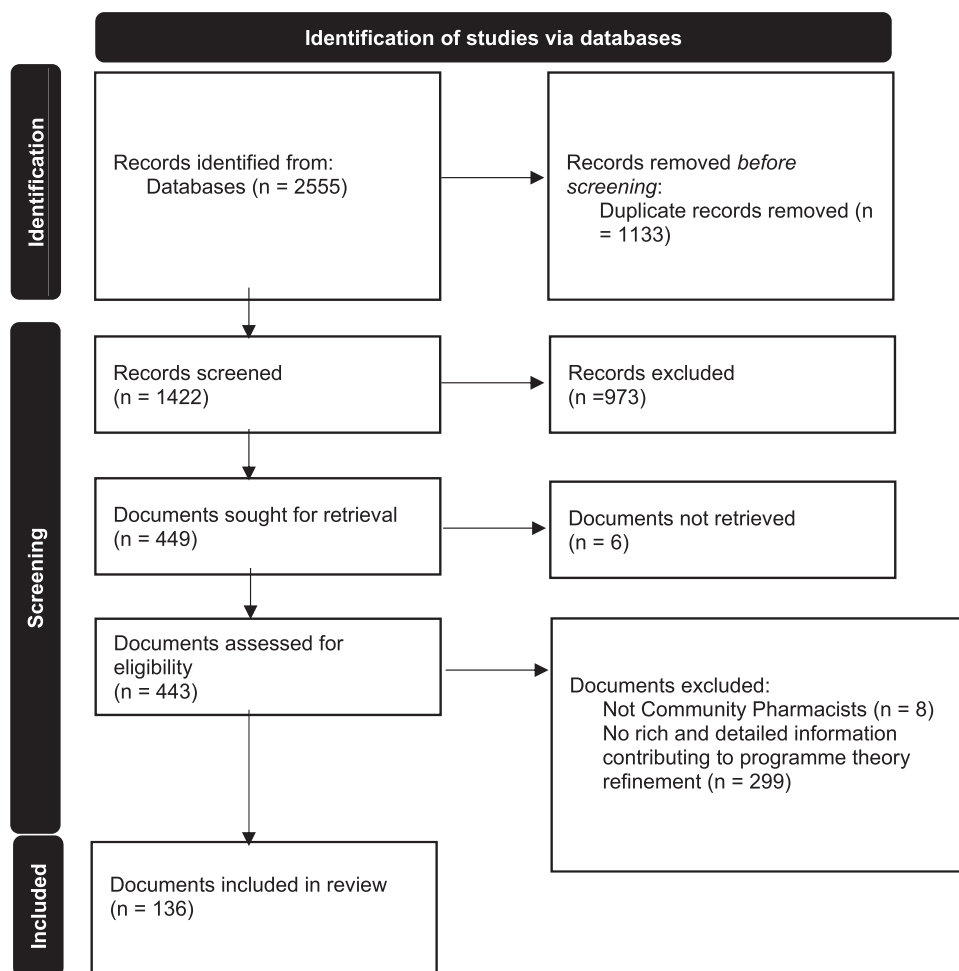 Identification of studies via databases
Identification
Records identified from:
Databases (n = 2555)
Records removed before
screening:
Duplicate records removed (n
= 1133)
Screening
Records screened
(n = 1422)
Records excluded
(n =973)
Documents sought for retrieval
(n = 449)
Documents not retrieved
(n = 6)
Documents assessed for
eligibility
(n = 443)
Documents excluded:
Not Community Pharmacists (n = 8)
No rich and detailed information
contributing to programme theory
refinement (n = 299)
Included
Documents included in review
(n = 136)